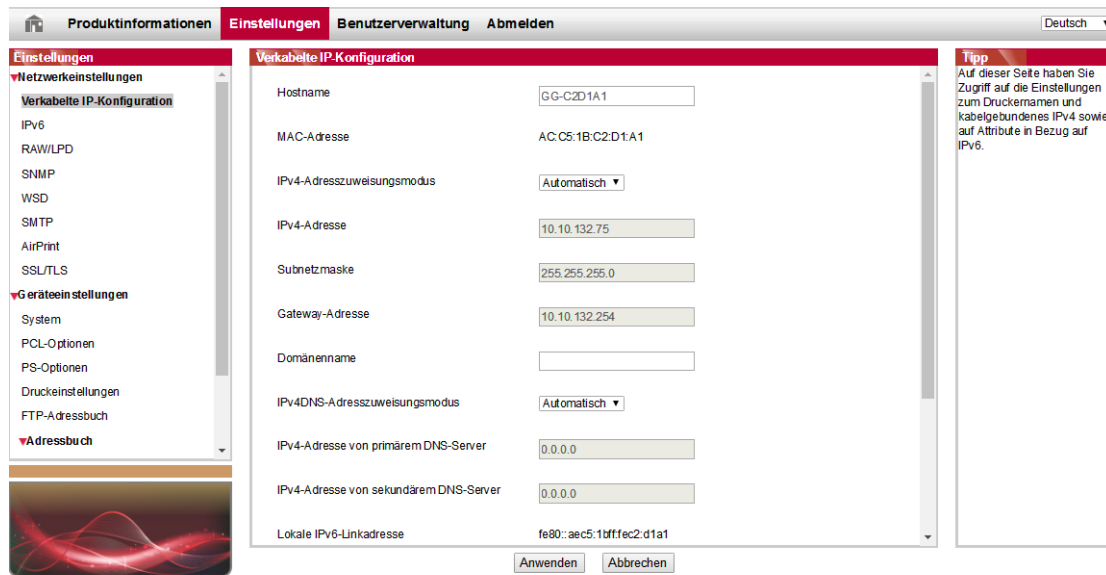 Produktinformationen Einstellungen Benutzerverwaltung Abmelden Deutsch
Einstellungen
Netzwerkeinstellungen
Verkabelte IP-Konfiguration
IPv6
RAW/LPD
SNMP
WSD
SMTP
AirPrint
SSL/TLS
Geräteeinstellungen
System
PCL-Optionen
PS-Optionen
Druckeinstellungen
FTP-Adressbuch
Adressbuch
Verkabelte IP-Konfiguration
Hostname GG-C2D1A1
MAC-Adresse AC:C5:1B:C2:D1:A1
IPv4-Adresszuweisungsmodus Automatisch
IPv4-Adresse 10.10.132.75
Subnetzmaske 255.255.255.0
Gateway-Adresse 10.10.132.254
Domänenname
IPv4DNS-Adresszuweisungsmodus Automatisch
IPv4-Adresse von primärem DNS-Server 0.0.0.0
IPv4-Adresse von sekundärem DNS-Server 0.0.0.0
Lokale IPv6-Linkadresse fe80::aec5:1bff:fec2:d1a1
Anwenden Abbrechen
Tipp
Auf dieser Seite haben Sie
Zugriff auf die Einstellungen
zum Druckernamen und
kabelgebundenes IPv4 sowie
auf Attribute in Bezug auf
IPv6.